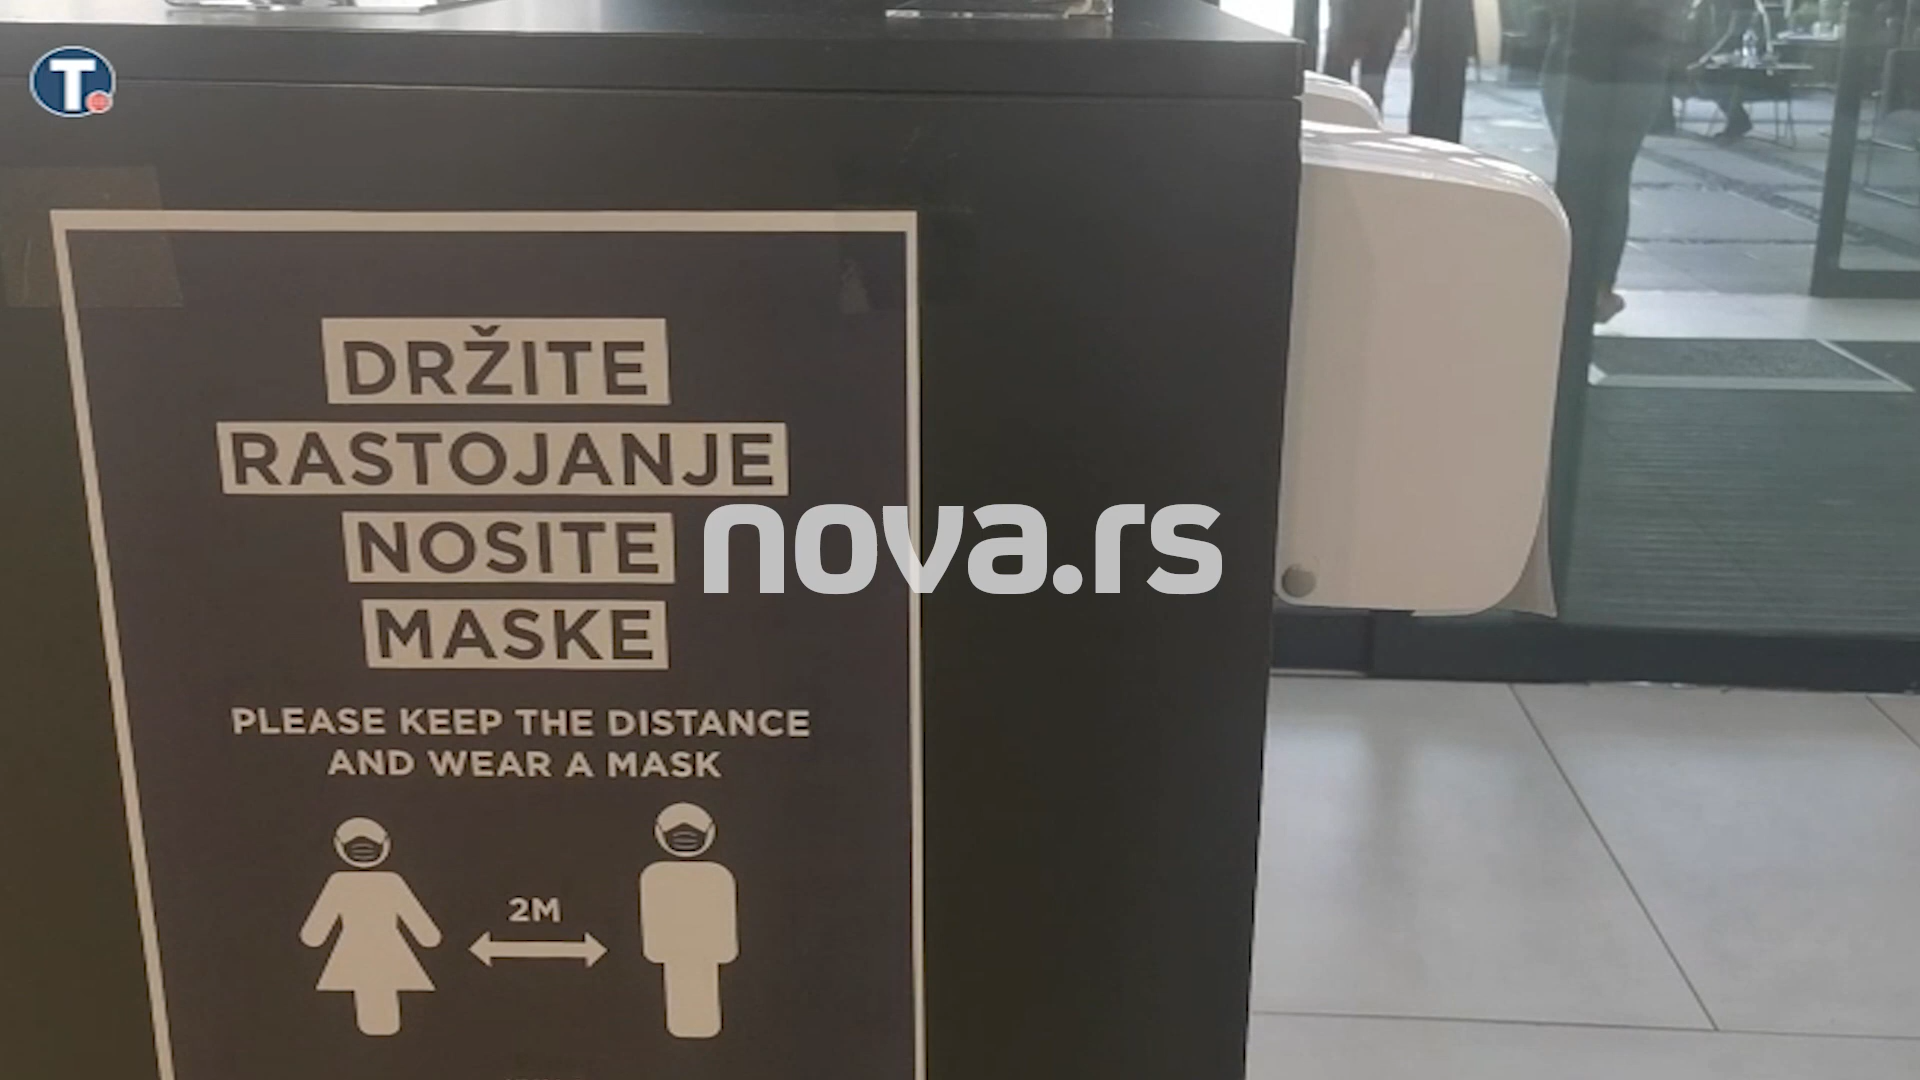 T
DRŽITE
RASTOJANJE
NOSITE
MASKE
nova.rs
PLEASE KEEP THE DISTANCE
AND WEAR A MASK
2M